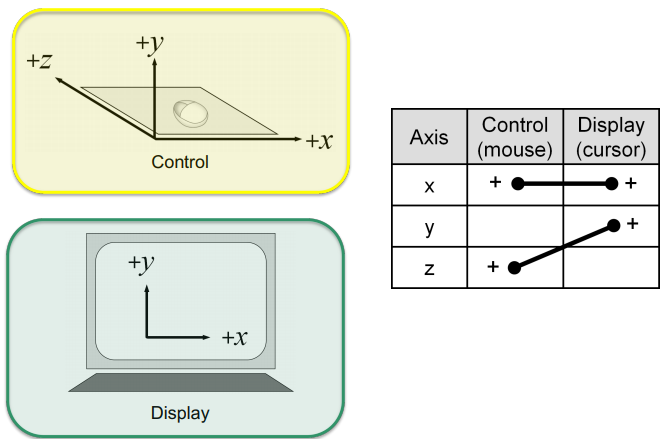 +y
+z
+x
Control
+y
+x
Display
Axis
Control
(mouse)
Display
(cursor)
x
+
+
y
+
z
+